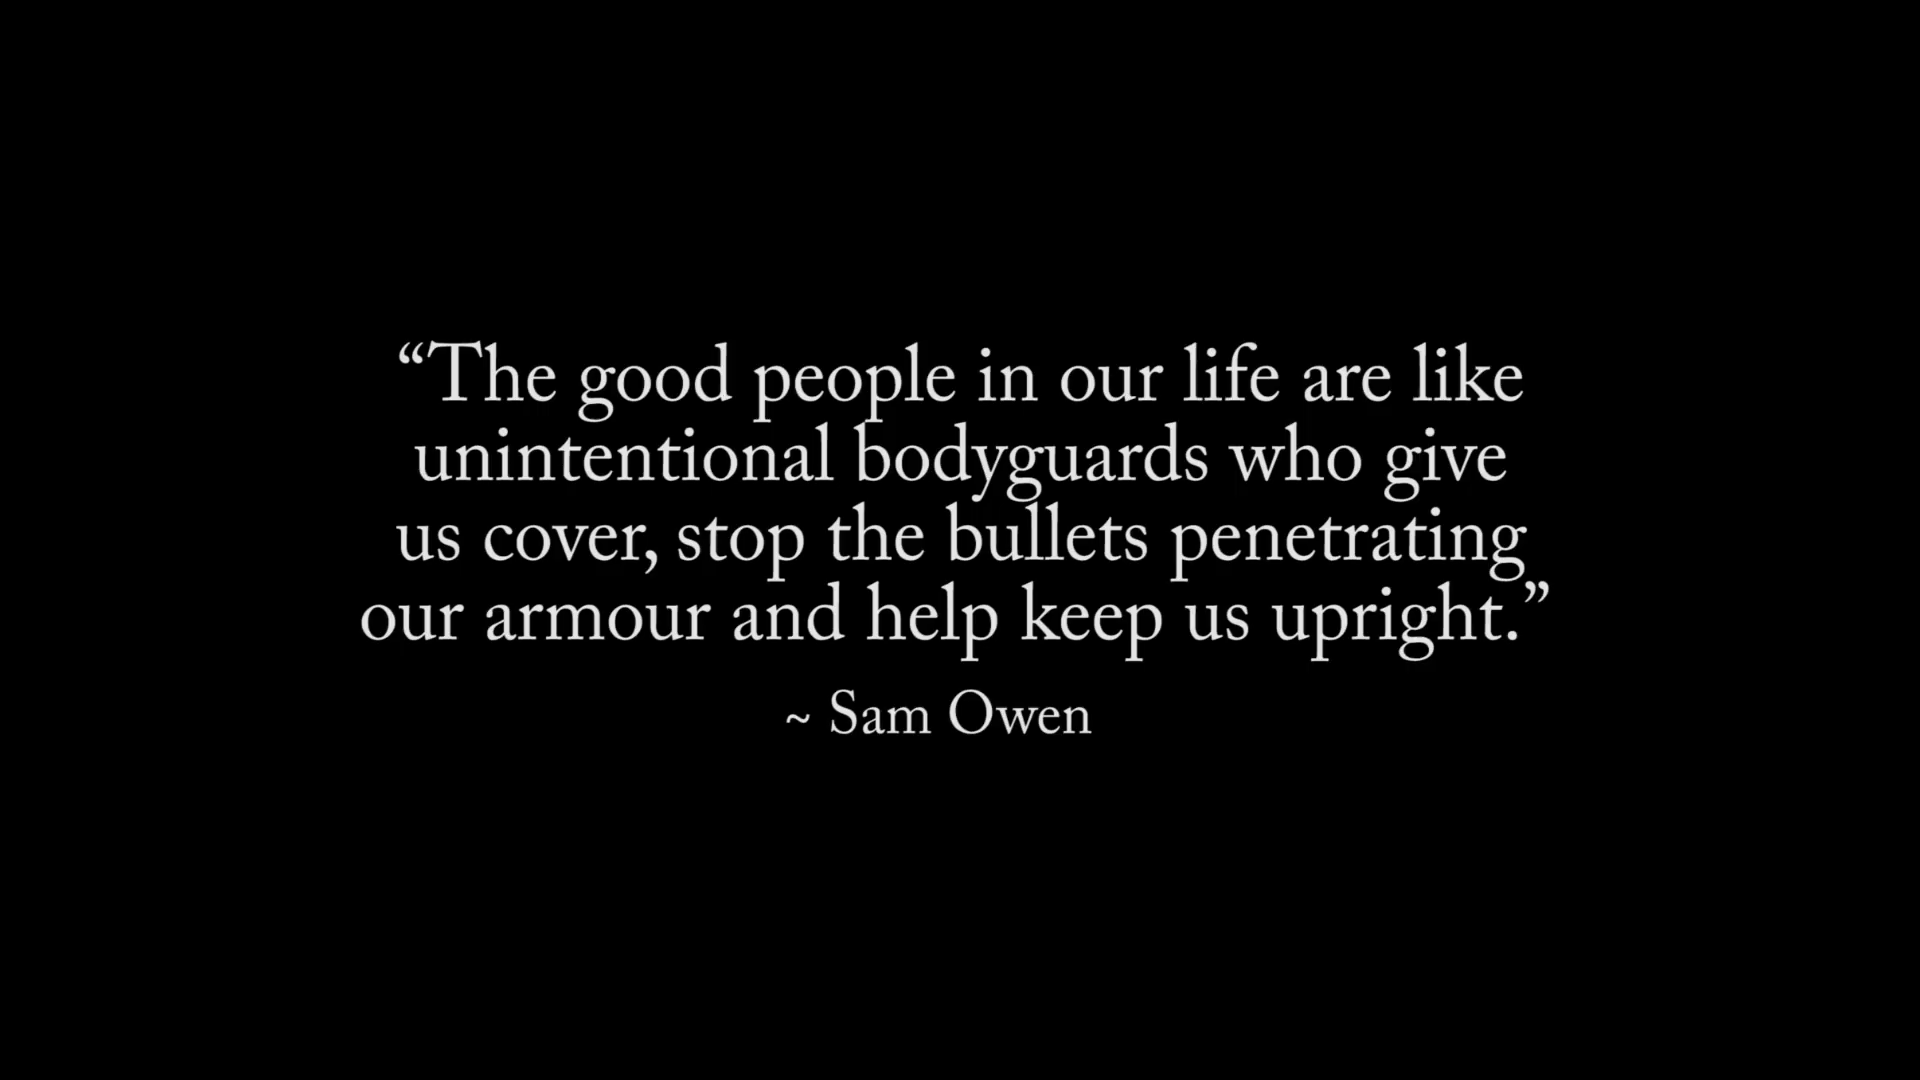 “The good people in our life are like
unintentional bodyguards who give
us cover, stop the bullets penetrating
our armour and help keep us upright.”
~ Sam Owen